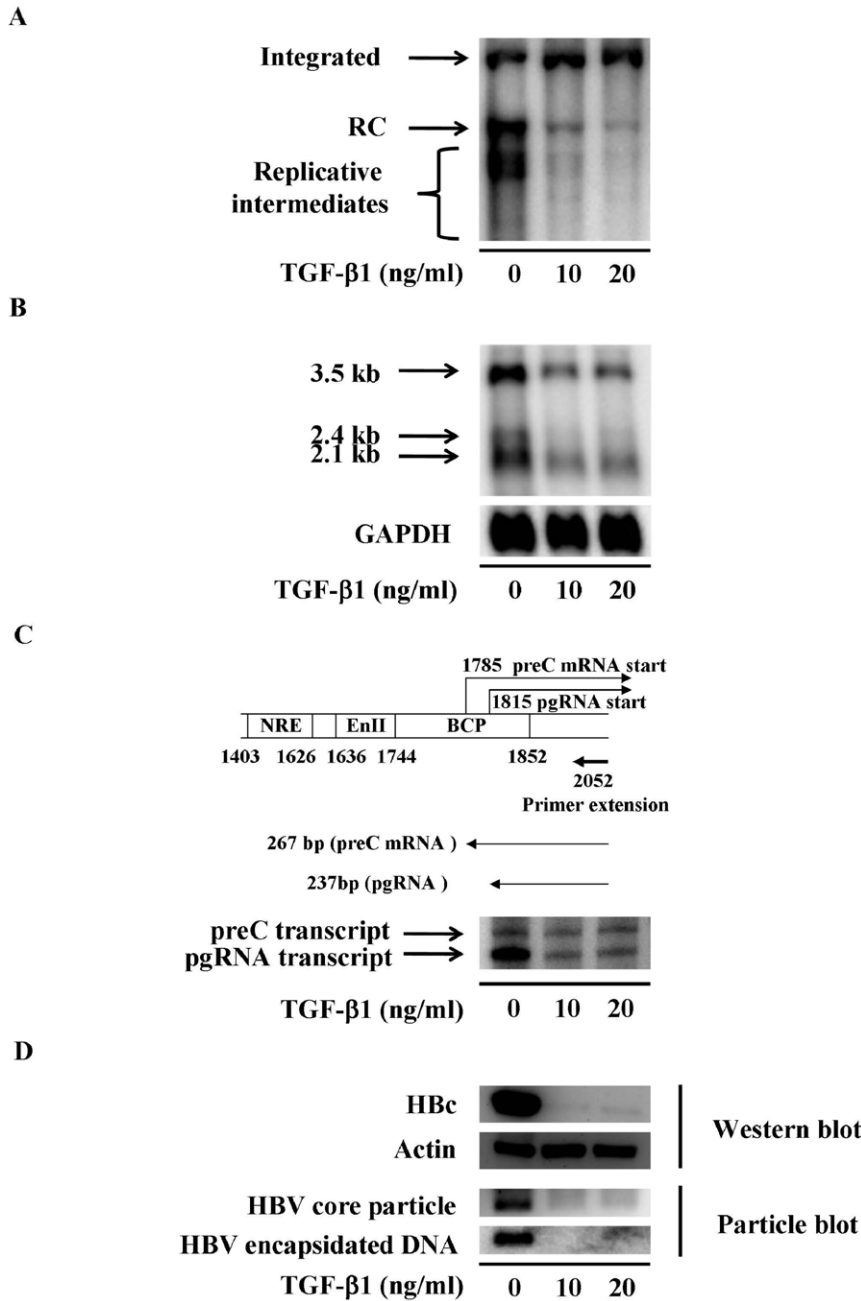 A
Integrated
RC
Replicative
intermediates
TGF-β1 (ng/ml) 0 10 20
B
3.5 kb
2.4 kb
2.1 kb
GAPDH
TGF-β1 (ng/ml) 0 10 20
C
1785 preC mRNA start
1815 pgRNA start
NRE EnII BCP
1403 1626 1636 1744 1852
2052
Primer extension
267 bp (preC mRNA )
237bp (pgRNA )
preC transcript
pgRNA transcript
TGF-β1 (ng/ml) 0 10 20
D
HBc
Actin
Western blot
HBV core particle
HBV encapsidated DNA
Particle blot
TGF-β1 (ng/ml) 0 10 20